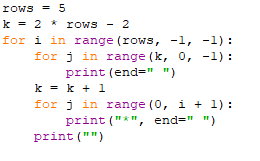 rows = 5
k = 2 * rows - 2
for i in range(rows, -1, -1):
    for j in range(k, 0, -1):
        print(end=" ")
    k = k + 1
    for j in range(0, i + 1):
        print("*", end=" ")
    print("")